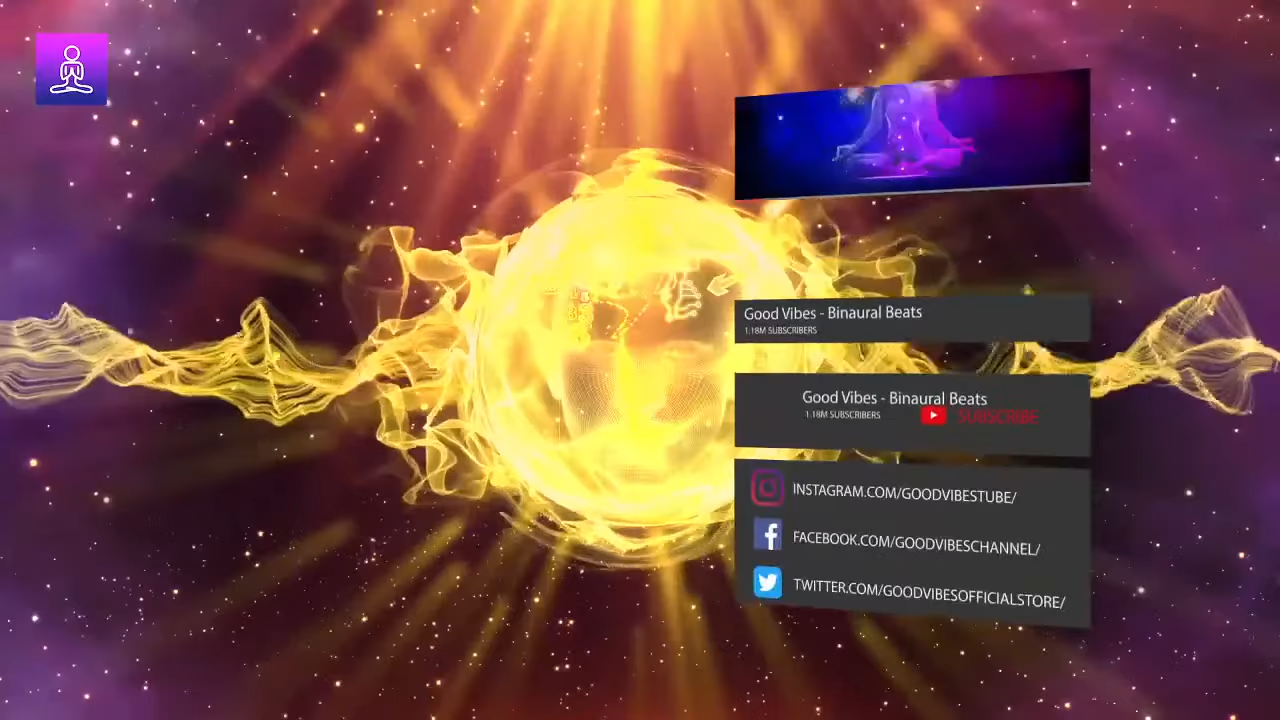 Good Vibes - Binaural Beats
1.18M SUBSCRIBERS
Good Vibes - Binaural Beats
1.18M SUBSCRIBERS
SUBSCRIBE
INSTAGRAM.COM/GOODVIBESTUBE/
FACEBOOK.COM/GOODVIBESCHANNEL/
TWITTER.COM/GOODVIBESOFFICIALSTORE/